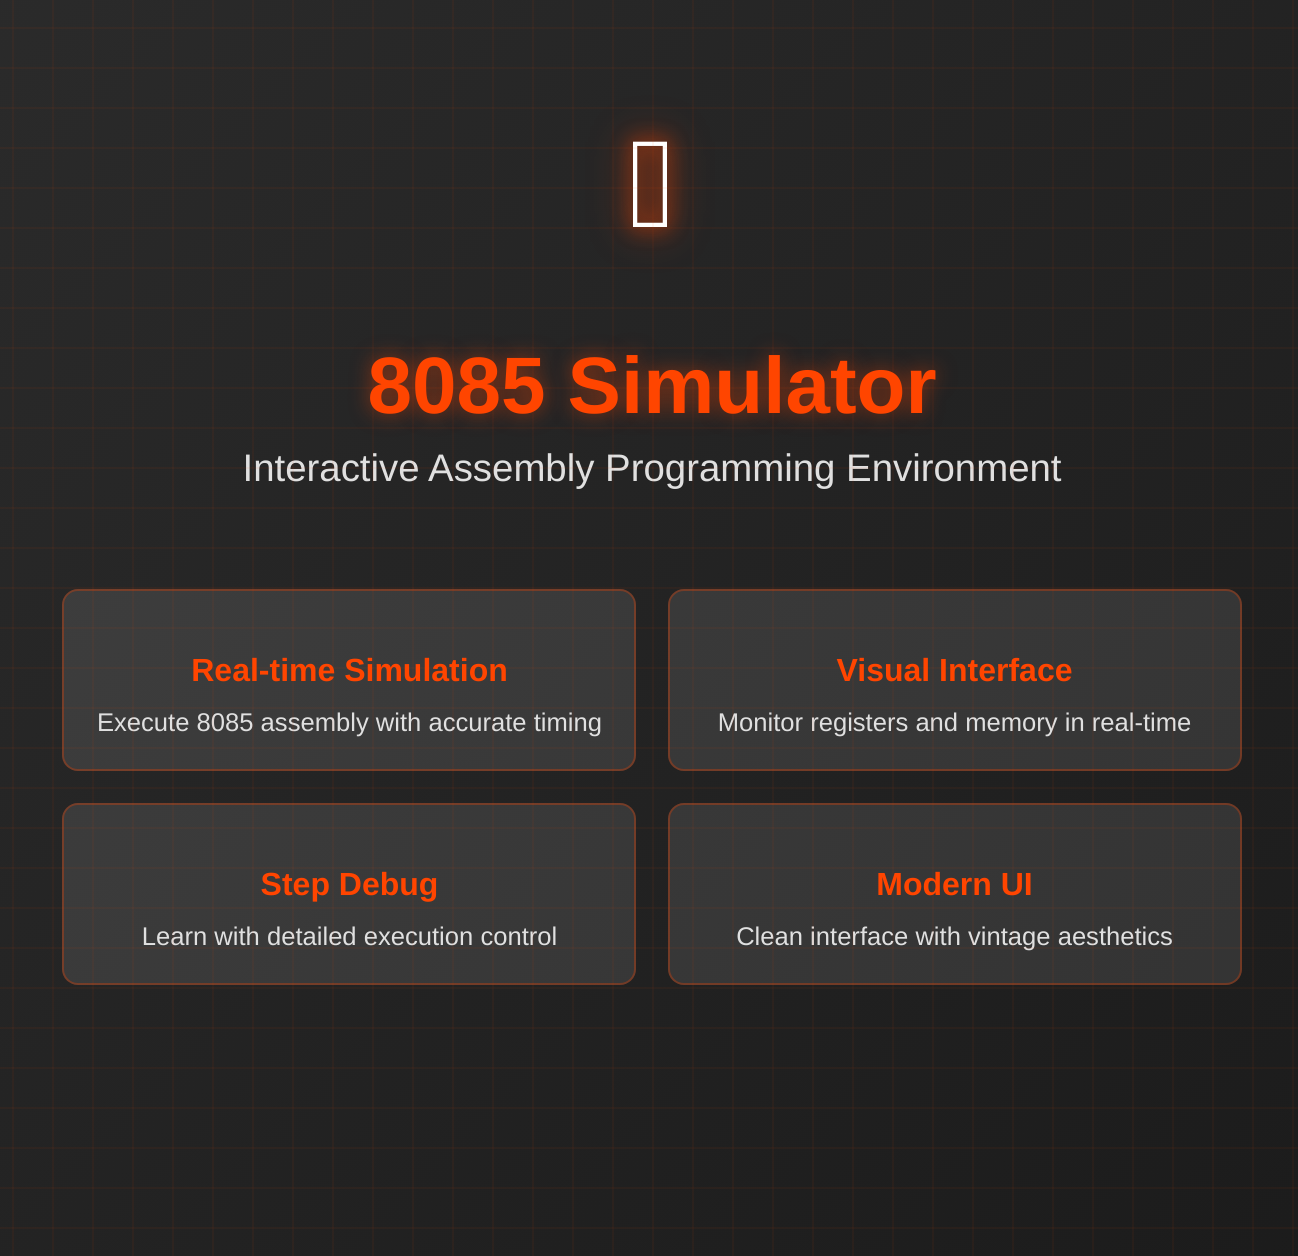 8085 Simulator
Interactive Assembly Programming Environment
Real-time Simulation
Execute 8085 assembly with accurate timing
Visual Interface
Monitor registers and memory in real-time
Step Debug
Learn with detailed execution control
Modern UI
Clean interface with vintage aesthetics